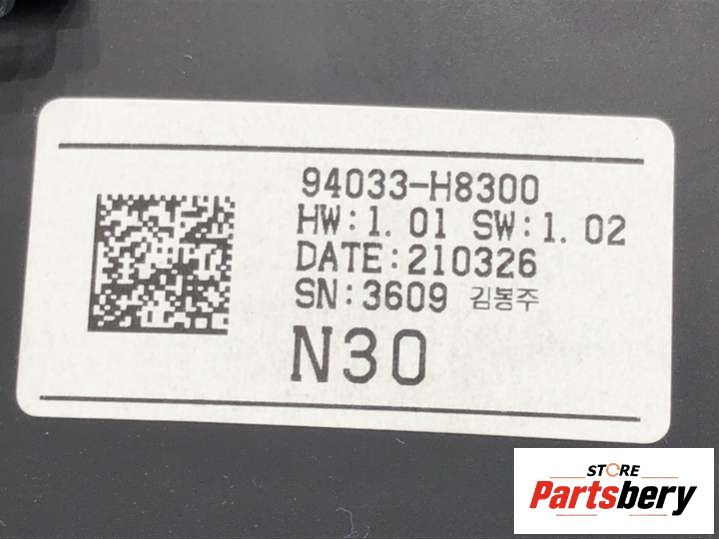 94033-H8300
HW:1.01 SW:1.02
DATE:210326
SN:3609 김봉주
N30
STORE
Partsbery